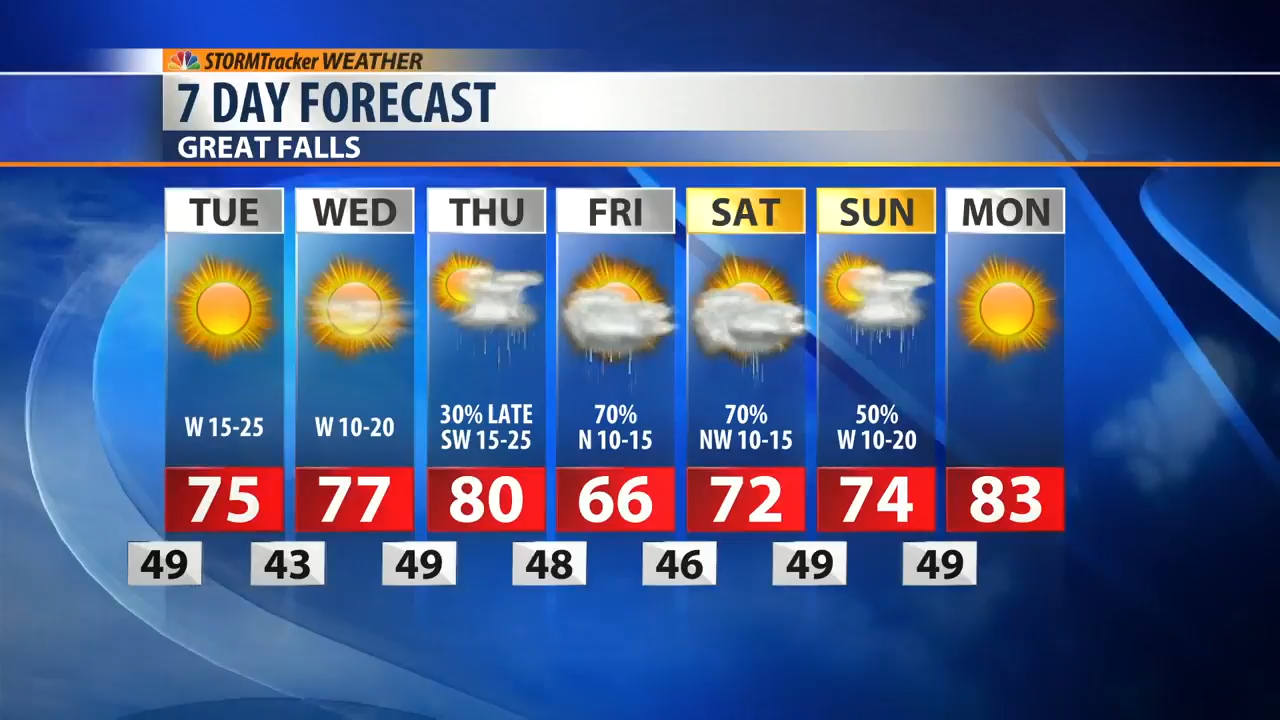 STORMTracker WEATHER
7 DAY FORECAST
GREAT FALLS
TUE WED THU FRI SAT SUN MON
W 15-25 W 10-20 30% LATE 70% 70% 50%
SW 15-25 N 10-15 NW 10-15 W 10-20
75 77 80 66 72 74 83
49 43 49 48 46 49 49